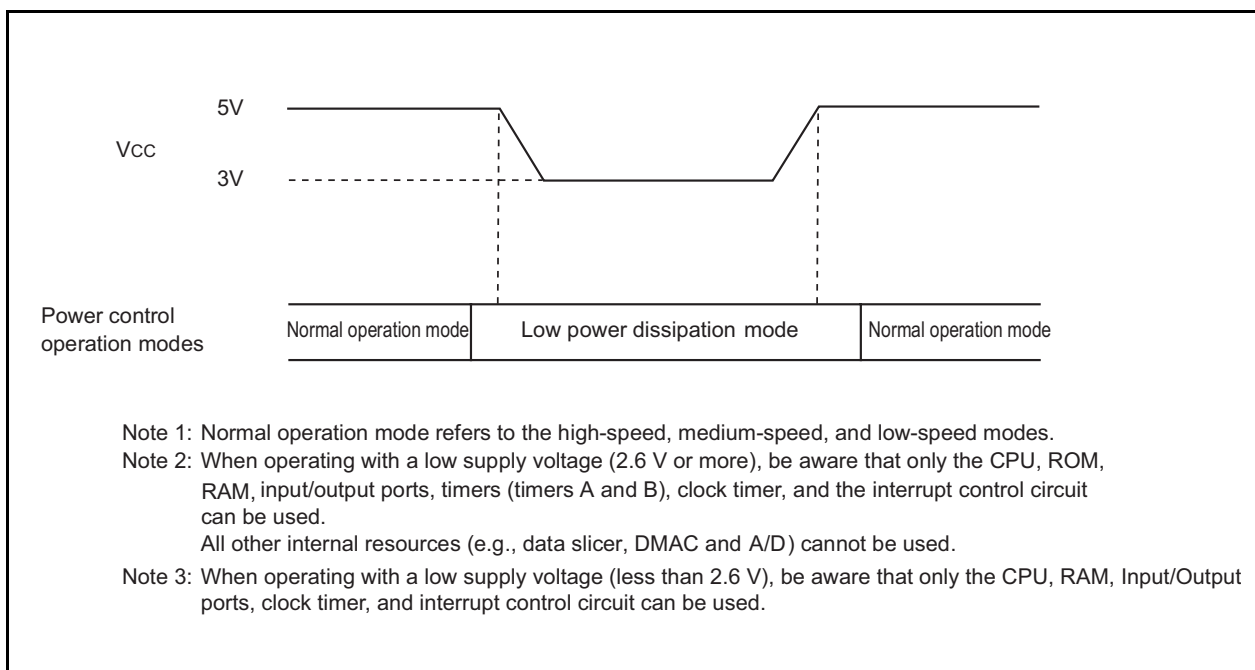 5V
Vcc
3V
Power control
operation modes
Normal operation mode
Low power dissipation mode
Normal operation mode
Note 1: Normal operation mode refers to the high-speed, medium-speed, and low-speed modes.
Note 2: When operating with a low supply voltage (2.6 V or more), be aware that only the CPU, ROM,
RAM, input/output ports, timers (timers A and B), clock timer, and the interrupt control circuit
can be used.
All other internal resources (e.g., data slicer, DMAC and A/D) cannot be used.
Note 3: When operating with a low supply voltage (less than 2.6 V), be aware that only the CPU, RAM, Input/Output
ports, clock timer, and interrupt control circuit can be used.